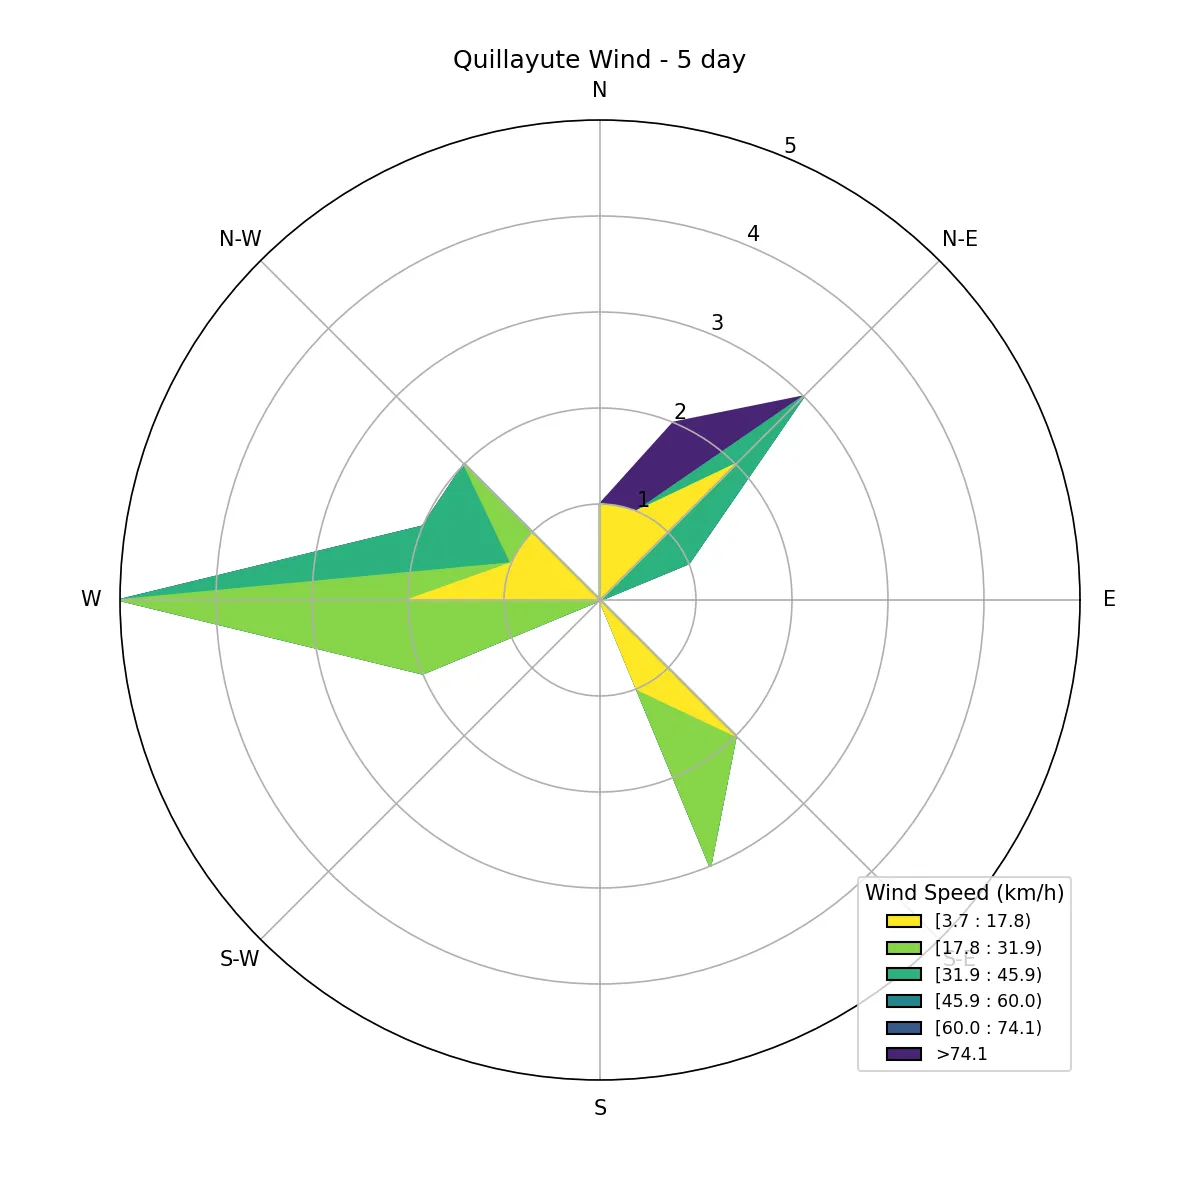 Quillayute Wind - 5 day
N
5
N-W
4
N-E
3
2
1
W
E
Wind Speed (km/h)
[3.7 : 17.8)
[17.8 : 31.9)
S-W
S-E
[31.9 : 45.9)
[45.9 : 60.0)
[60.0 : 74.1)
>74.1
S